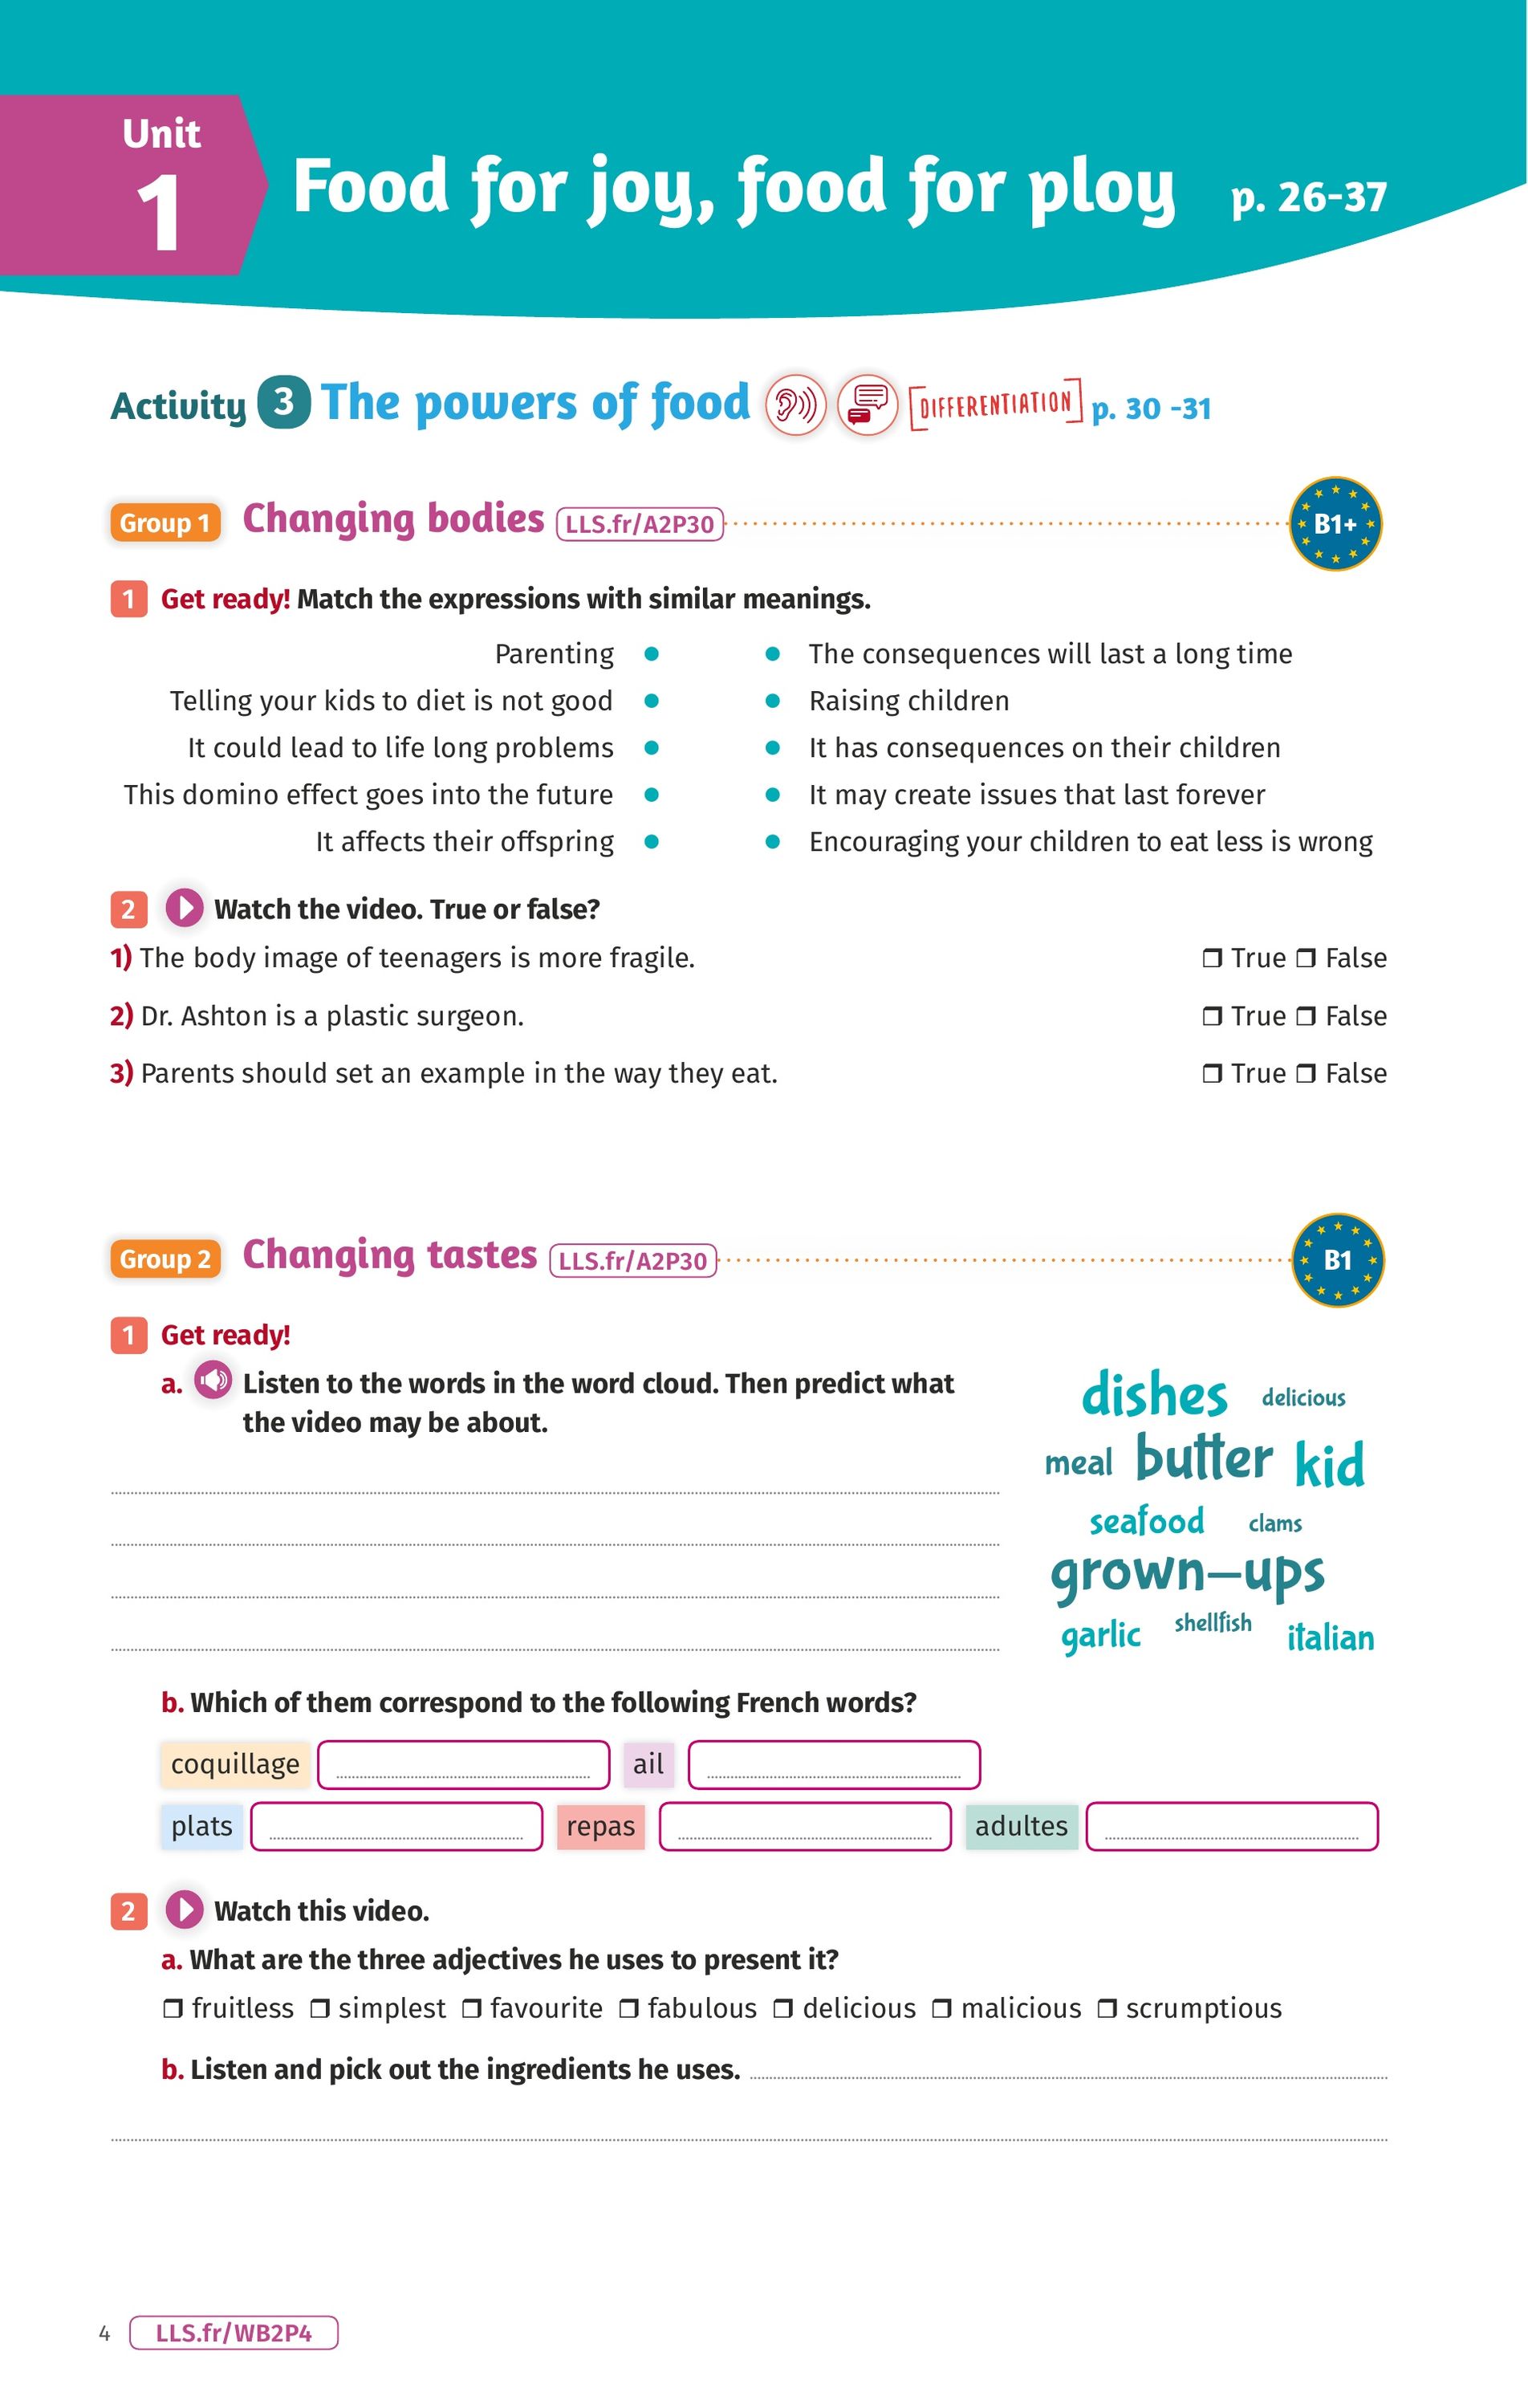 Unit
1
Food for joy, food for ploy p. 26-37
Activity 3 The powers of food DIFFERENTIATION p. 30 -31
Group 1 Changing bodies LLS.fr/A2P30 B1+
1 Get ready! Match the expressions with similar meanings.
Parenting • • The consequences will last a long time
Telling your kids to diet is not good • • Raising children
It could lead to life long problems • • It has consequences on their children
This domino effect goes into the future • • It may create issues that last forever
It affects their offspring • • Encouraging your children to eat less is wrong
2 Watch the video. True or false?
1) The body image of teenagers is more fragile. ❒ True ❒ False
2) Dr. Ashton is a plastic surgeon. ❒ True ❒ False
3) Parents should set an example in the way they eat. ❒ True ❒ False
Group 2 Changing tastes LLS.fr/A2P30 B1
1 Get ready!
a. Listen to the words in the word cloud. Then predict what
the video may be about.
dishes delicious
meal butter kid
seafood clams
grown–ups
garlic shellfish italian
b. Which of them correspond to the following French words?
coquillage ail
plats repas adultes
2 Watch this video.
a. What are the three adjectives he uses to present it?
❒ fruitless ❒ simplest ❒ favourite ❒ fabulous ❒ delicious ❒ malicious ❒ scrumptious
b. Listen and pick out the ingredients he uses.
4 LLS.fr/WB2P4